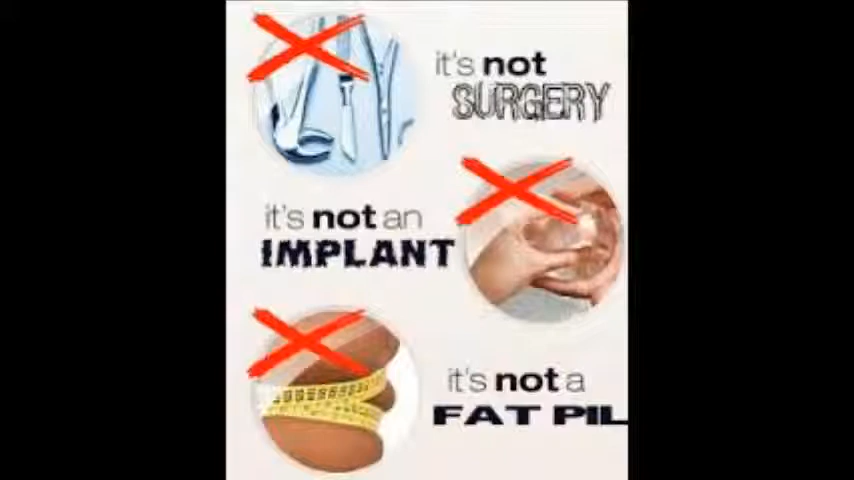 it's not
SURGERY
it's not an
IMPLANT
it's not a
FAT PIL